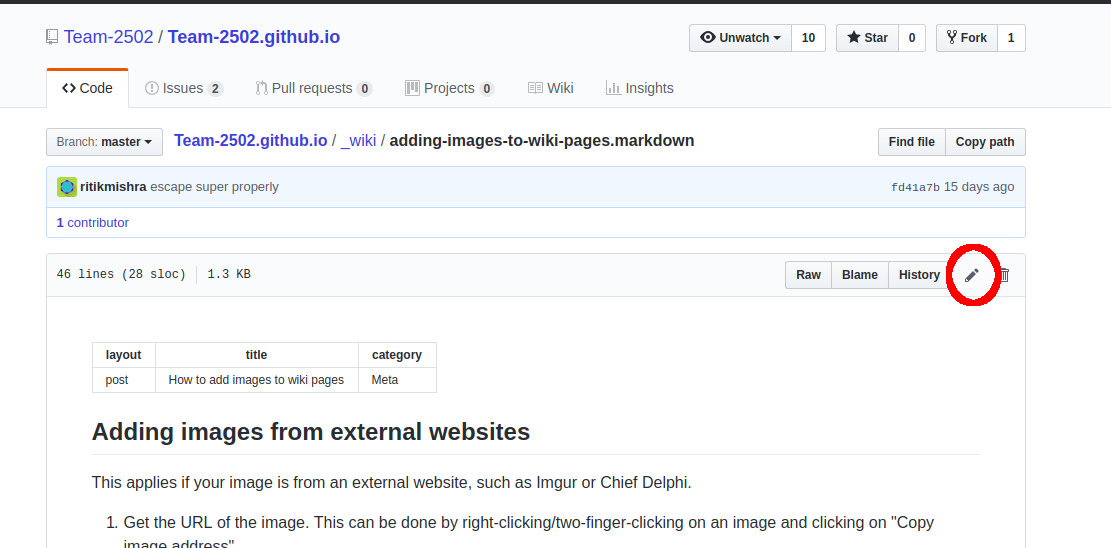 Team-2502 / Team-2502.github.io Unwatch 10 Star 0 Fork 1
Code Issues 2 Pull requests 0 Projects 0 Wiki Insights
Branch: master Team-2502.github.io / _wiki / adding-images-to-wiki-pages.markdown Find file Copy path
ritikmishra escape super properly fd41a7b 15 days ago
1 contributor
46 lines (28 sloc) 1.3 KB Raw Blame History
layout title category
post How to add images to wiki pages Meta
Adding images from external websites
This applies if your image is from an external website, such as Imgur or Chief Delphi.
1. Get the URL of the image. This can be done by right-clicking/two-finger-clicking on an image and clicking on "Copy
image address"